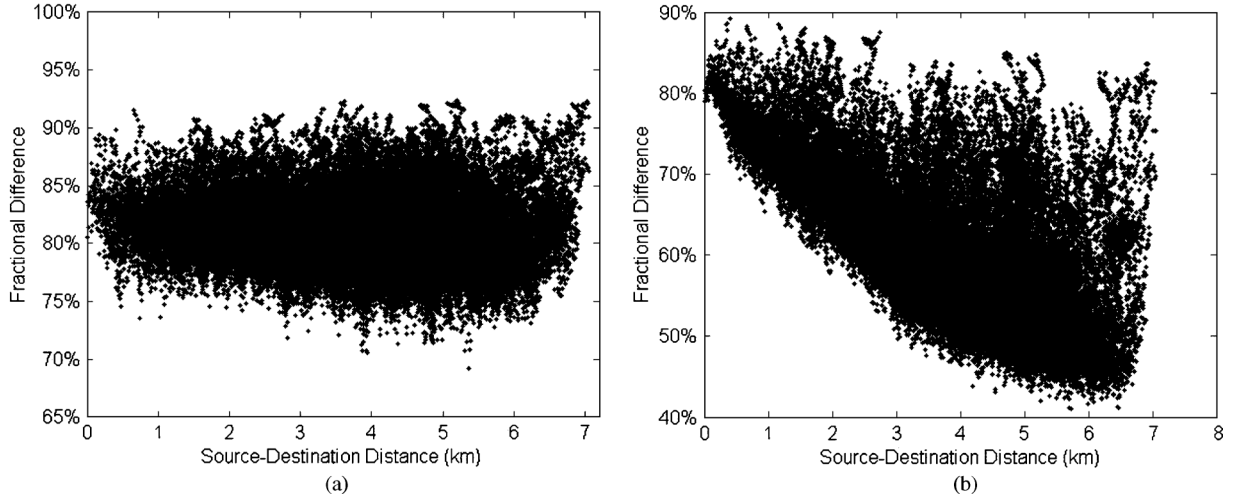 100%
95%
90%
85%
80%
75%
70%
65%
Fractional Difference
0 1 2 3 4 5 6 7
Source-Destination Distance (km)
(a)
90%
80%
70%
60%
50%
40%
Fractional Difference
0 1 2 3 4 5 6 7 8
Source-Destination Distance (km)
(b)